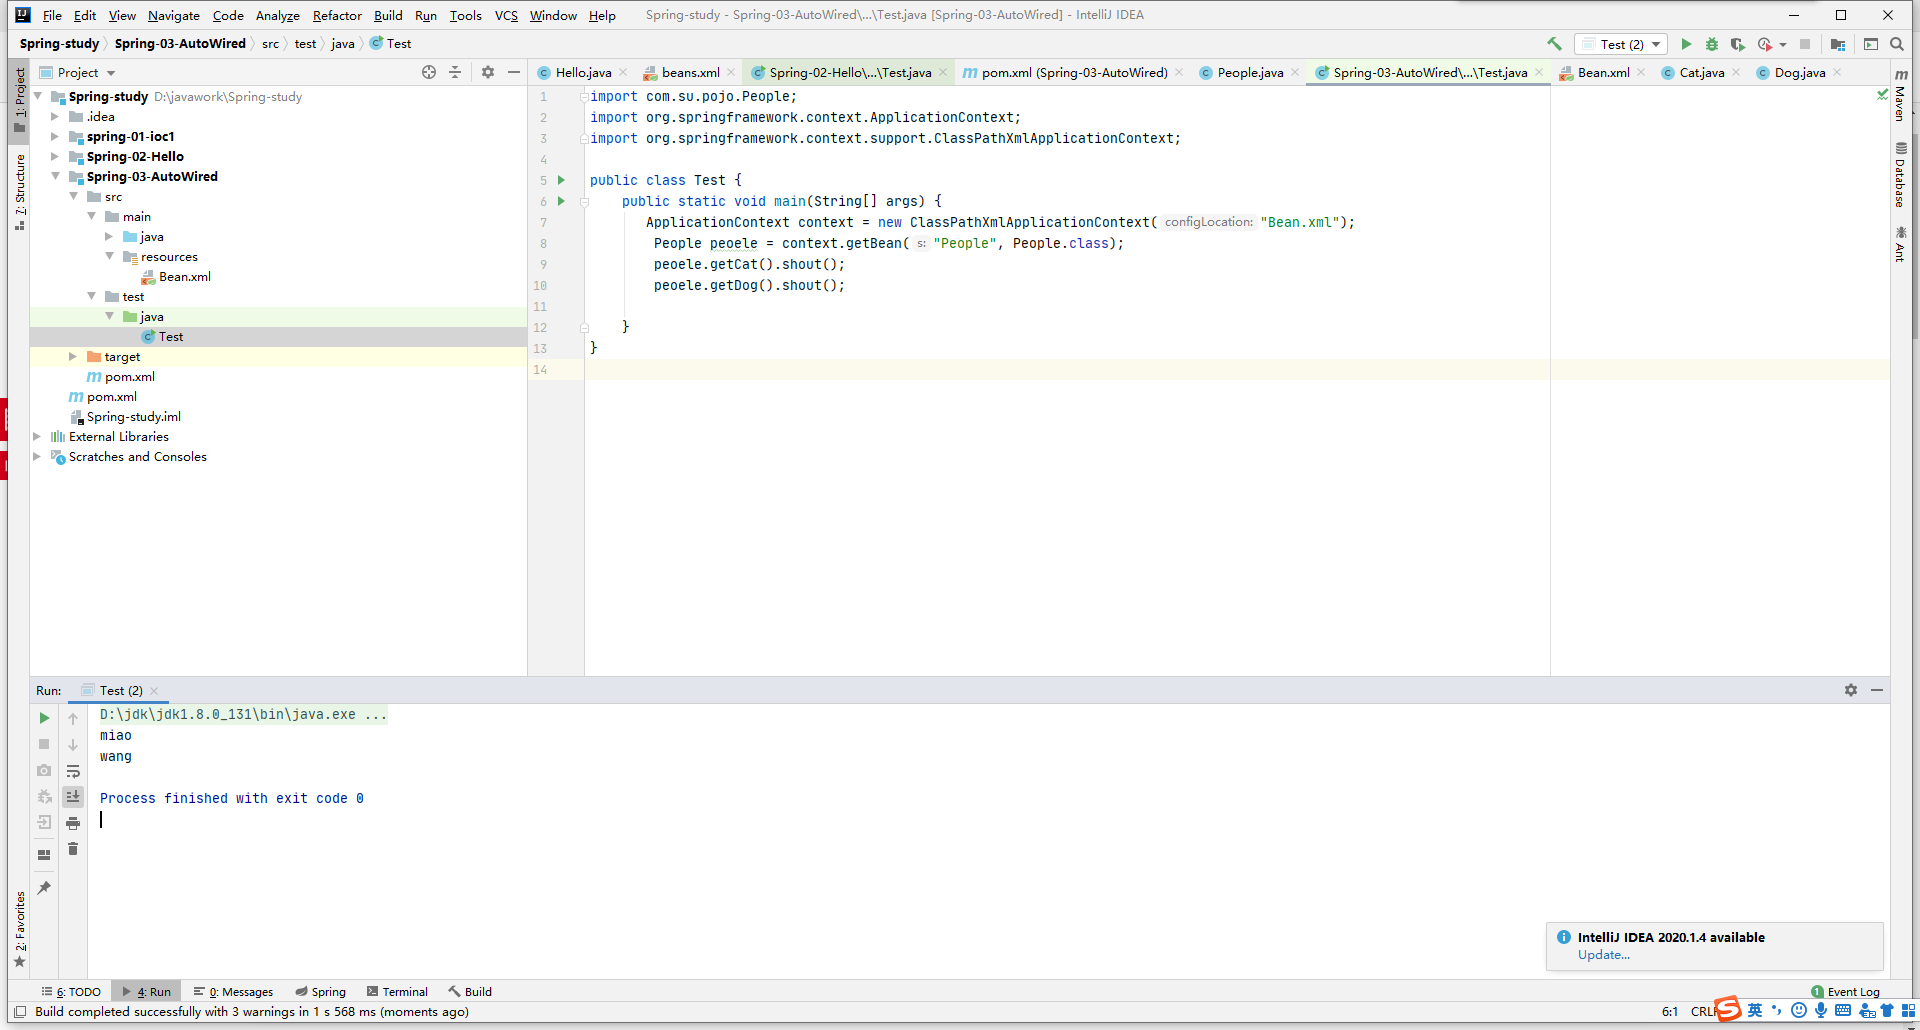 File Edit View Navigate Code Analyze Refactor Build Run Tools VCS Window Help Spring-study - Spring-03-AutoWired\...\Test.java [Spring-03-AutoWired] - IntelliJ IDEA
Spring-study Spring-03-AutoWired src test java Test Test (2)
Project Hello.java beans.xml Spring-02-Hello\...\Test.java pom.xml (Spring-03-AutoWired) People.java Spring-03-AutoWired\...\Test.java Bean.xml Cat.java Dog.java
1: Project
7: Structure
2: Favorites
Spring-study D:\javawork\Spring-study
.idea
spring-01-ioc1
Spring-02-Hello
Spring-03-AutoWired
src
main
java
resources
Bean.xml
test
java
Test
target
pom.xml
pom.xml
Spring-study.iml
External Libraries
Scratches and Consoles
1 import com.su.pojo.People;
2 import org.springframework.context.ApplicationContext;
3 import org.springframework.context.support.ClassPathXmlApplicationContext;
4
5 public class Test {
6 public static void main(String[] args) {
7 ApplicationContext context = new ClassPathXmlApplicationContext( configLocation: "Bean.xml");
8 People peoele = context.getBean( s: "People", People.class);
9 peoele.getCat().shout();
10 peoele.getDog().shout();
11
12 }
13 }
14
Maven
Database
Ant
Run: Test (2)
D:\jdk\jdk1.8.0_131\bin\java.exe ...
miao
wang
Process finished with exit code 0
IntelliJ IDEA 2020.1.4 available
Update...
6: TODO 4: Run 0: Messages Spring Terminal Build 1 Event Log
Build completed successfully with 3 warnings in 1 s 568 ms (moments ago) 6:1 CRLF 英